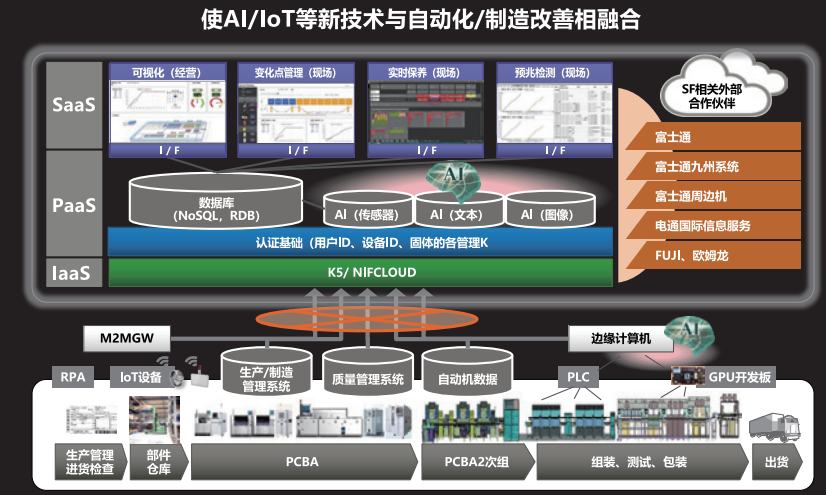 使AI/IoT等新技术与自动化/制造改善相融合
SaaS
可视化（经营）
变化点管理（现场）
实时保养（现场）
预兆检测（现场）
I / F
I / F
I / F
I / F
SF相关外部
合作伙伴
富士通
富士通九州系统
富士通周边机
电通国际信息服务
FUJI、欧姆龙
PaaS
数据库
（NoSQL，RDB）
AI
AI（传感器）
AI（文本）
AI（图像）
认证基础（用户ID、设备ID、固体的各管理K
IaaS
K5/ NIFCLOUD
M2MGW
边缘计算机
AI
生产/制造
管理系统
质量管理系统
自动机数据
RPA
IoT设备
PLC
GPU开发板
生产管理
进货检查
部件
仓库
PCBA
PCBA2次组
组装、测试、包装
出货